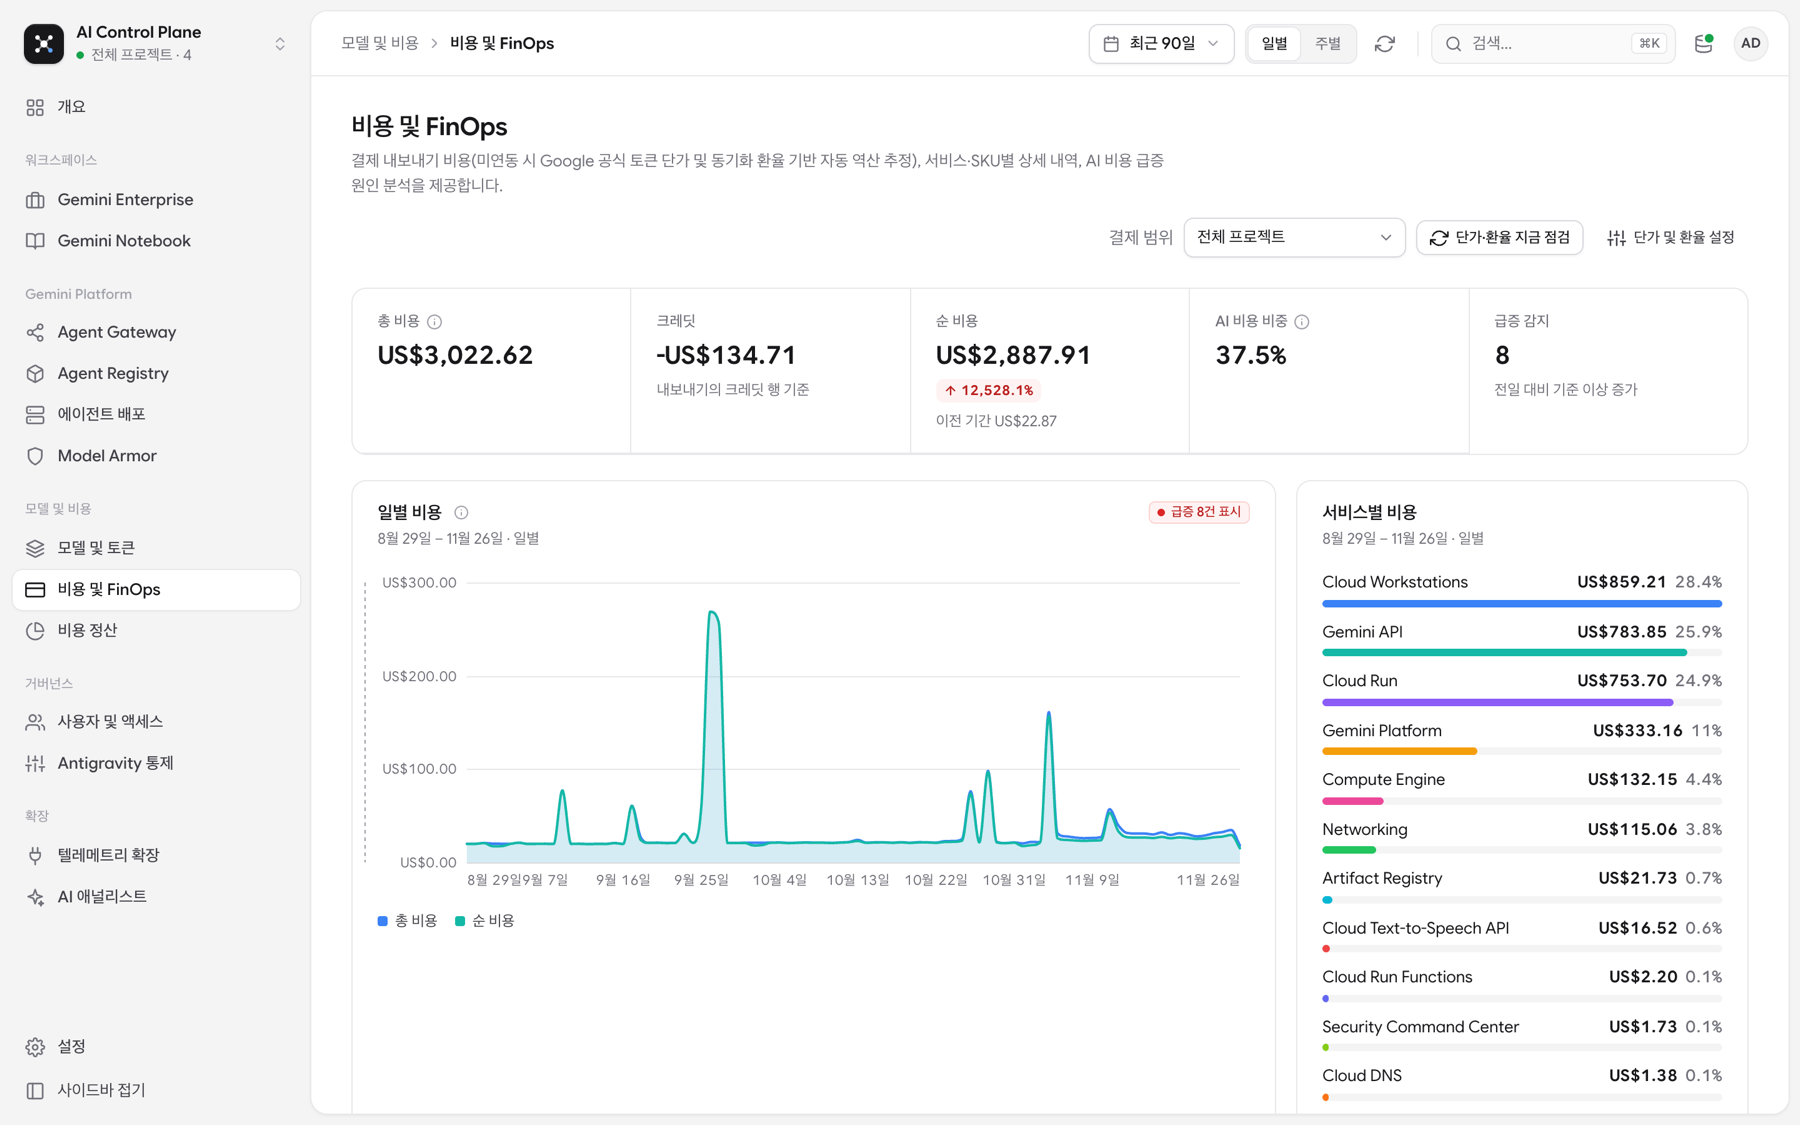 AI Control Plane
전체 프로젝트 · 4
개요
워크스페이스
Gemini Enterprise
Gemini Notebook
Gemini Platform
Agent Gateway
Agent Registry
에이전트 배포
Model Armor
모델 및 비용
모델 및 토큰
비용 및 FinOps
비용 정산
거버넌스
사용자 및 액세스
Antigravity 통제
확장
텔레메트리 확장
AI 애널리스트
설정
사이드바 접기
모델 및 비용 > 비용 및 FinOps
최근 90일
일별 주별
검색... ⌘K
AD
비용 및 FinOps
결제 내보내기 비용(미연동 시 Google 공식 토큰 단가 및 동기화 환율 기반 자동 역산 추정), 서비스·SKU별 상세 내역, AI 비용 급증
원인 분석을 제공합니다.
결제 범위 전체 프로젝트 단가·환율 지금 점검 단가 및 환율 설정
총 비용
US$3,022.62
크레딧
-US$134.71
내보내기의 크레딧 행 기준
순 비용
US$2,887.91
↑ 12,528.1%
이전 기간 US$22.87
AI 비용 비중
37.5%
급증 감지
8
전일 대비 기준 이상 증가
일별 비용
급증 8건 표시
8월 29일 – 11월 26일 · 일별
US$300.00
US$200.00
US$100.00
US$0.00
8월 29일 9월 7일 9월 16일 9월 25일 10월 4일 10월 13일 10월 22일 10월 31일 11월 9일 11월 26일
총 비용 순 비용
서비스별 비용
8월 29일 – 11월 26일 · 일별
Cloud Workstations US$859.21 28.4%
Gemini API US$783.85 25.9%
Cloud Run US$753.70 24.9%
Gemini Platform US$333.16 11%
Compute Engine US$132.15 4.4%
Networking US$115.06 3.8%
Artifact Registry US$21.73 0.7%
Cloud Text-to-Speech API US$16.52 0.6%
Cloud Run Functions US$2.20 0.1%
Security Command Center US$1.73 0.1%
Cloud DNS US$1.38 0.1%